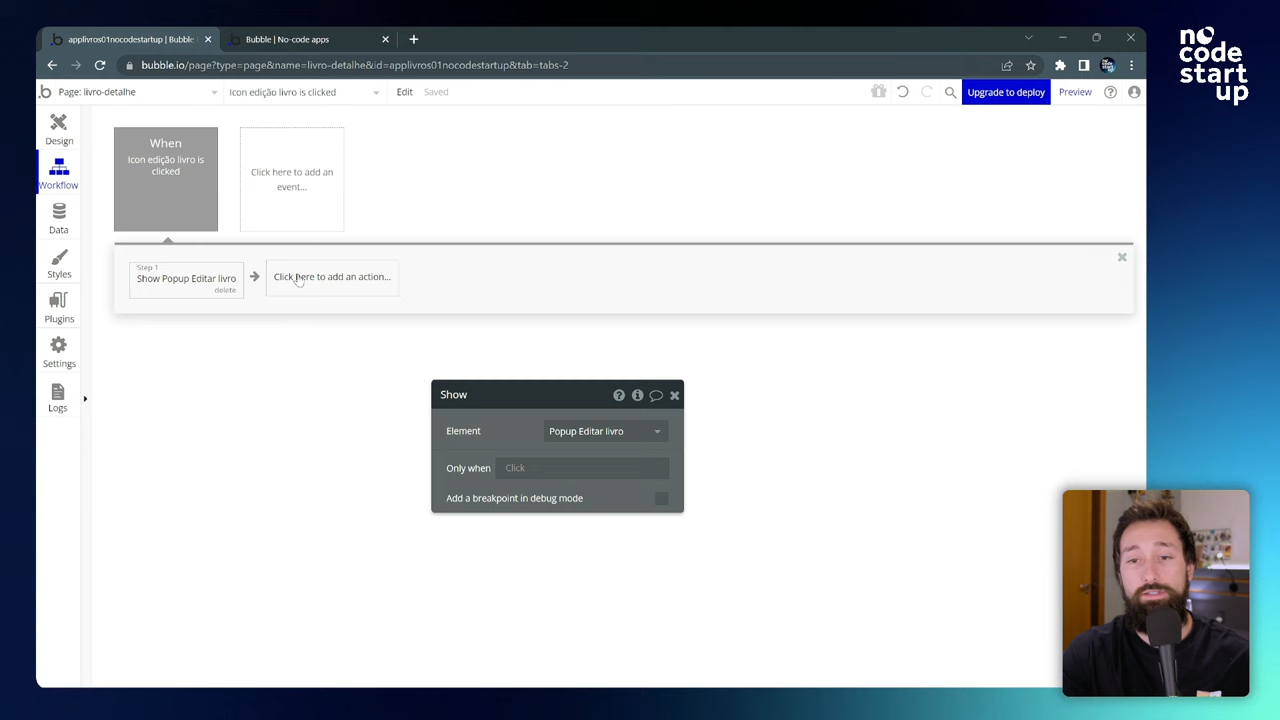 applivros01nocodestartup | Bubble
Bubble | No-code apps
no
code
start
up
bubble.io/page?type=page&name=livro-detalhe&id=applivros01nocodestartup&tab=tabs-2
Page: livro-detalhe
Icon edição livro is clicked
Edit
Saved
Upgrade to deploy
Preview
Design
Workflow
Data
Styles
Plugins
Settings
Logs
When
Icon edição livro is
clicked
Click here to add an
event...
Step 1
Show Popup Editar livro
delete
Click here to add an action...
Show
Element
Popup Editar livro
Only when
Click
Add a breakpoint in debug mode